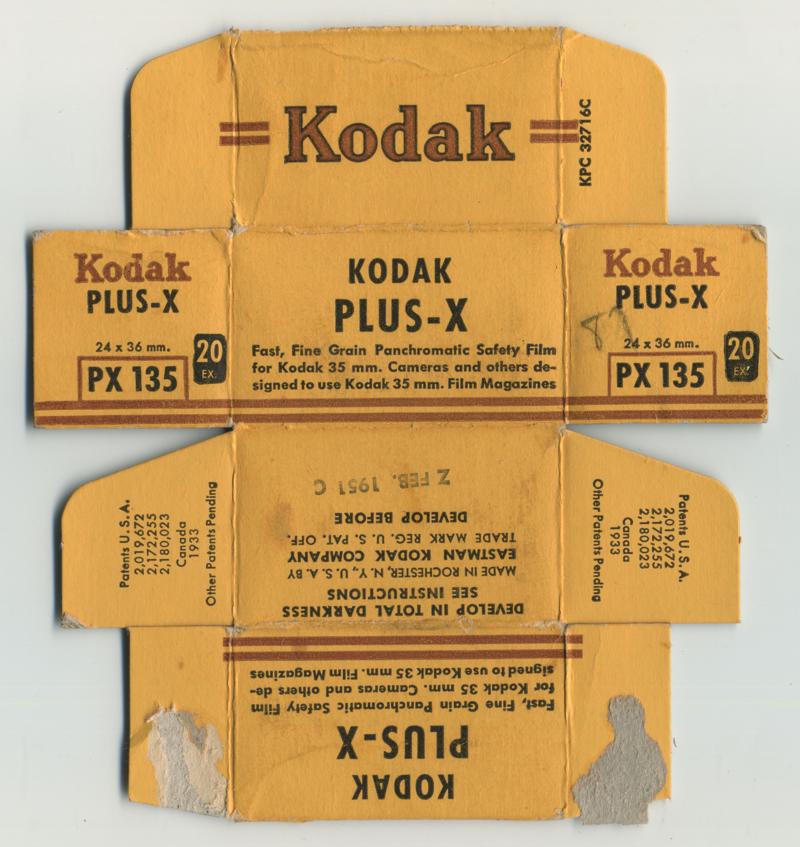 Kodak
KPC 32716C
Kodak
PLUS-X
24 x 36 mm.
PX 135
20
EX.
KODAK
PLUS-X
Fast, Fine Grain Panchromatic Safety Film
for Kodak 35 mm. Cameras and others de-
signed to use Kodak 35 mm. Film Magazines
Kodak
PLUS-X
87
24 x 36 mm.
PX 135
20
EX.
Patents U.S.A.
2,019,672
2,172,255
2,180,023
Canada
1933
Other Patents Pending
DEVELOP IN TOTAL DARKNESS
SEE INSTRUCTIONS
MADE IN ROCHESTER, N. Y., U. S. A. BY
EASTMAN KODAK COMPANY
TRADE MARK REG. U. S. PAT. OFF.
DEVELOP BEFORE
Z FEB. 1951 C
Patents U.S.A.
2,019,672
2,172,255
2,180,023
Canada
1933
Other Patents Pending
KODAK
PLUS-X
Fast, Fine Grain Panchromatic Safety Film
for Kodak 35 mm. Cameras and others de-
signed to use Kodak 35 mm. Film Magazines